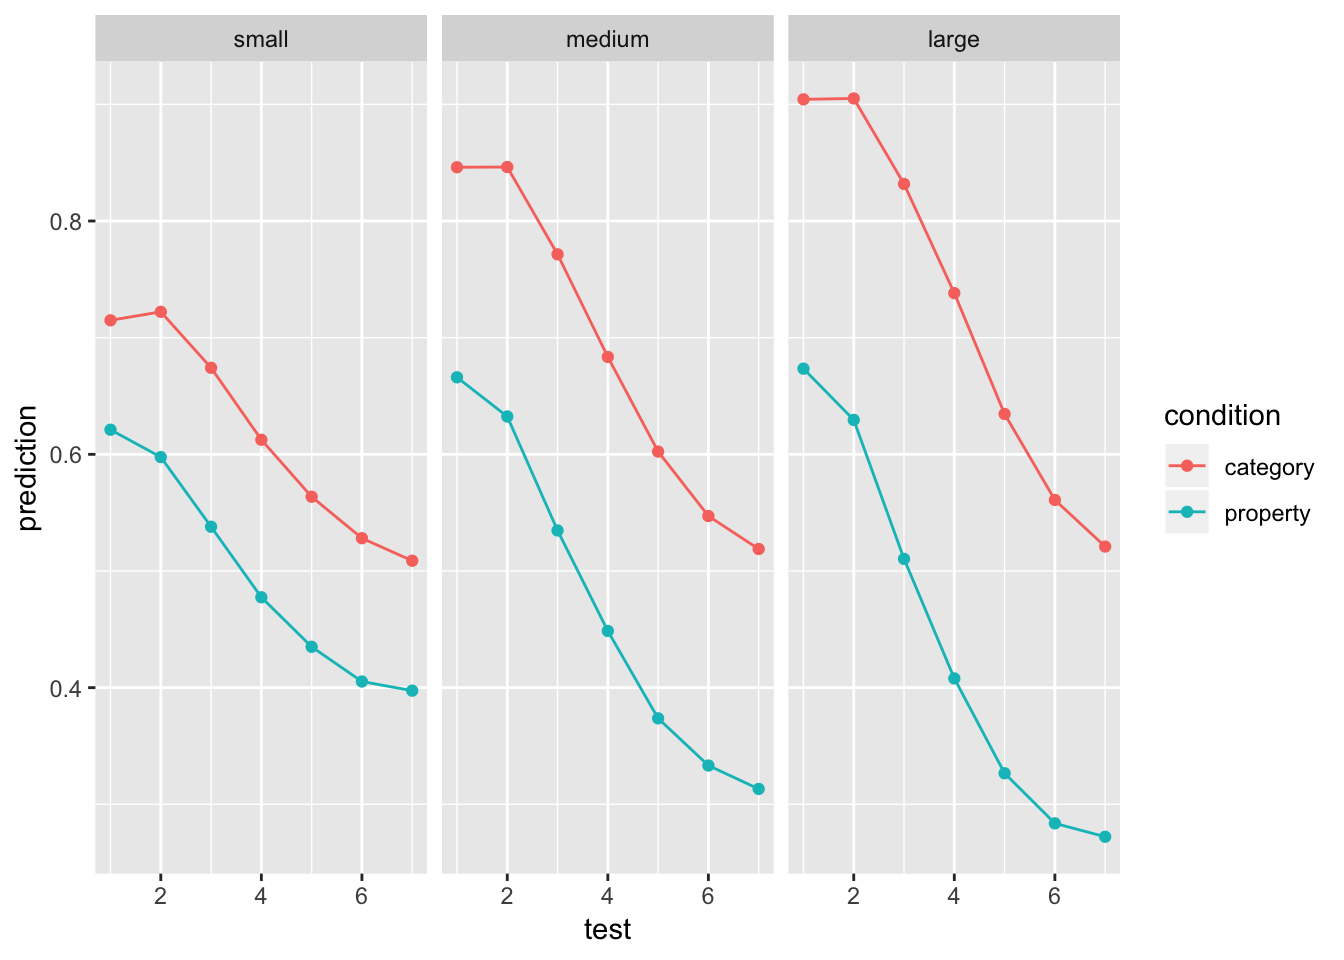 small medium large
0.8
0.6
0.4
prediction
2 4 6 2 4 6 2 4 6
test
condition
category
property